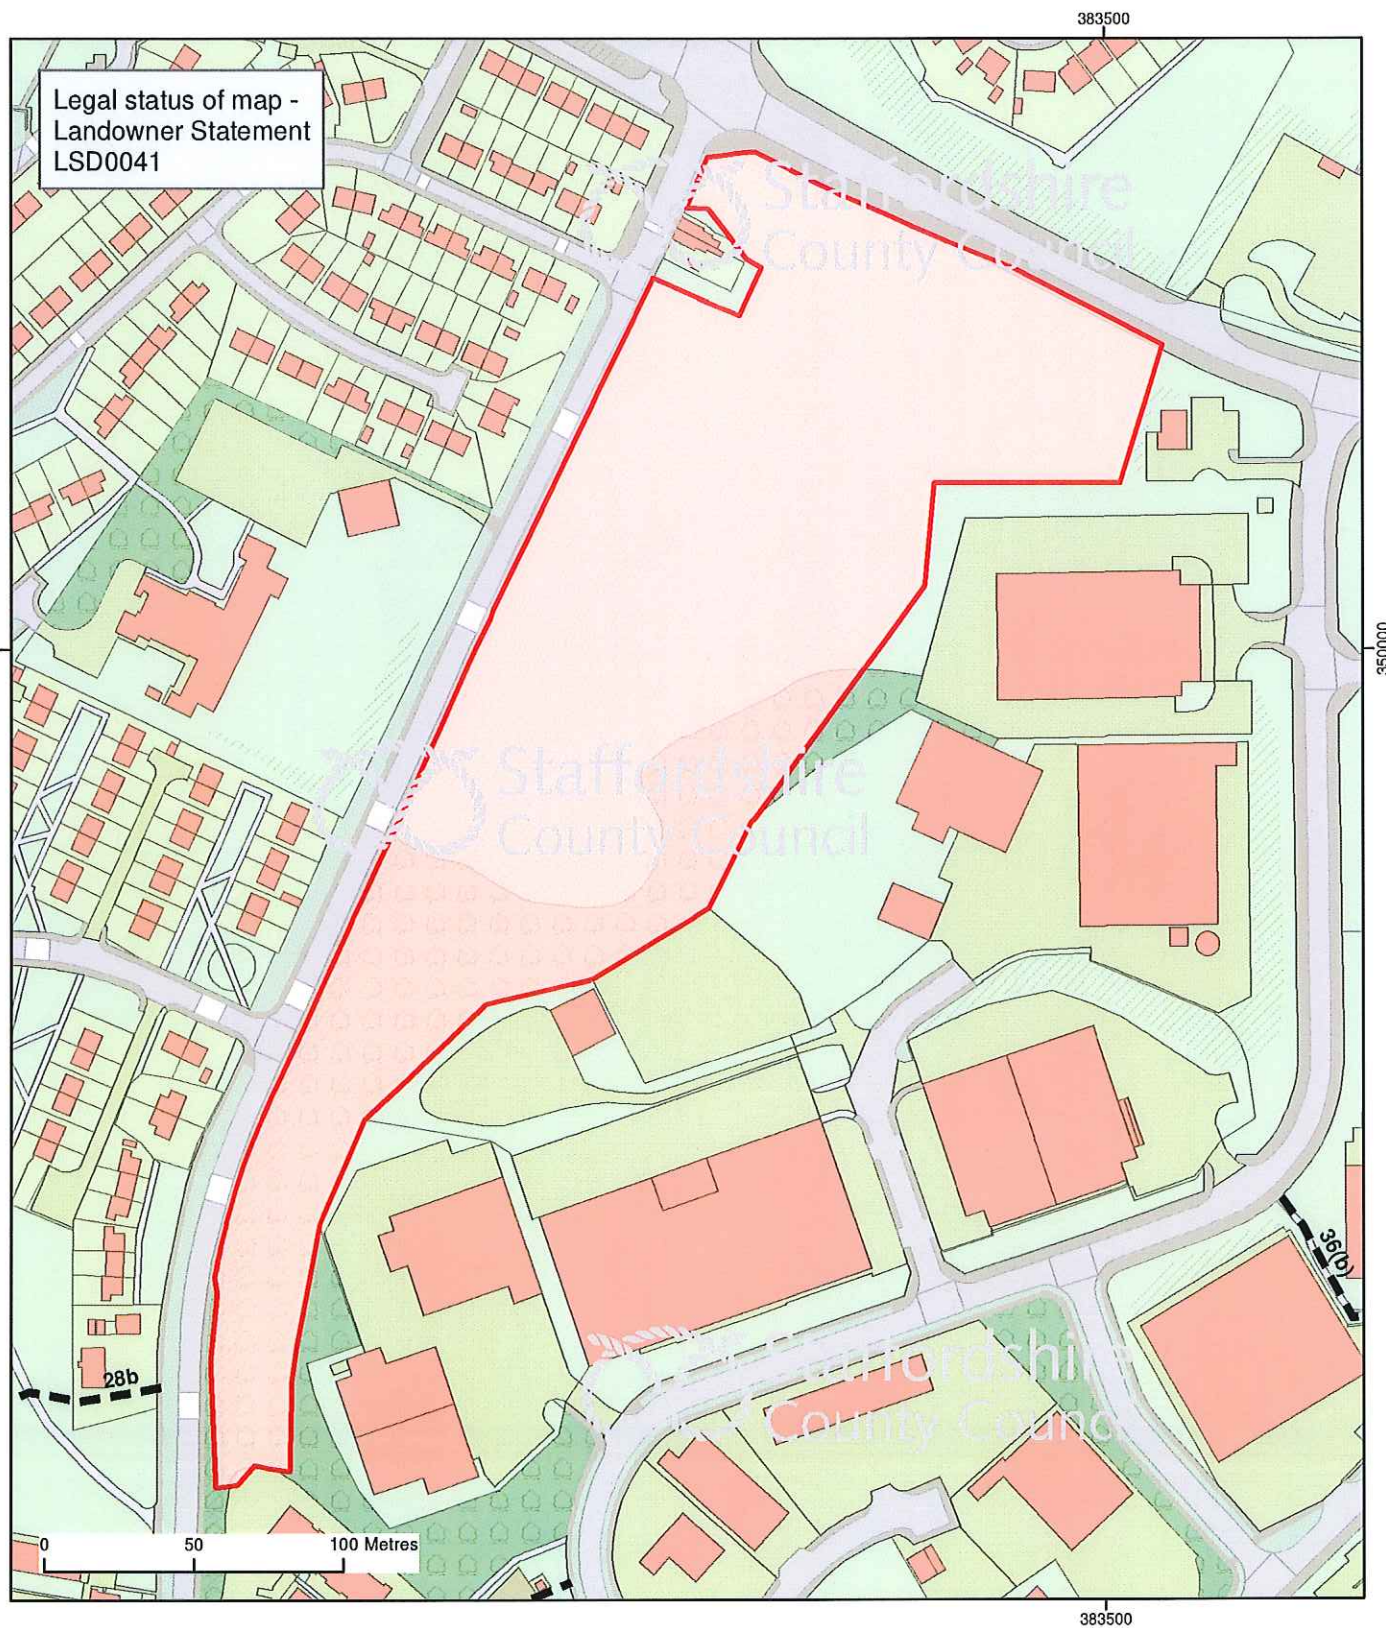 383500
Legal status of map -
Landowner Statement
LSD0041
Staffordshire
County Council
350000
Staffordshire
County Council
36(b)
Staffordshire
County Council
28b
0 50 100 Metres
383500